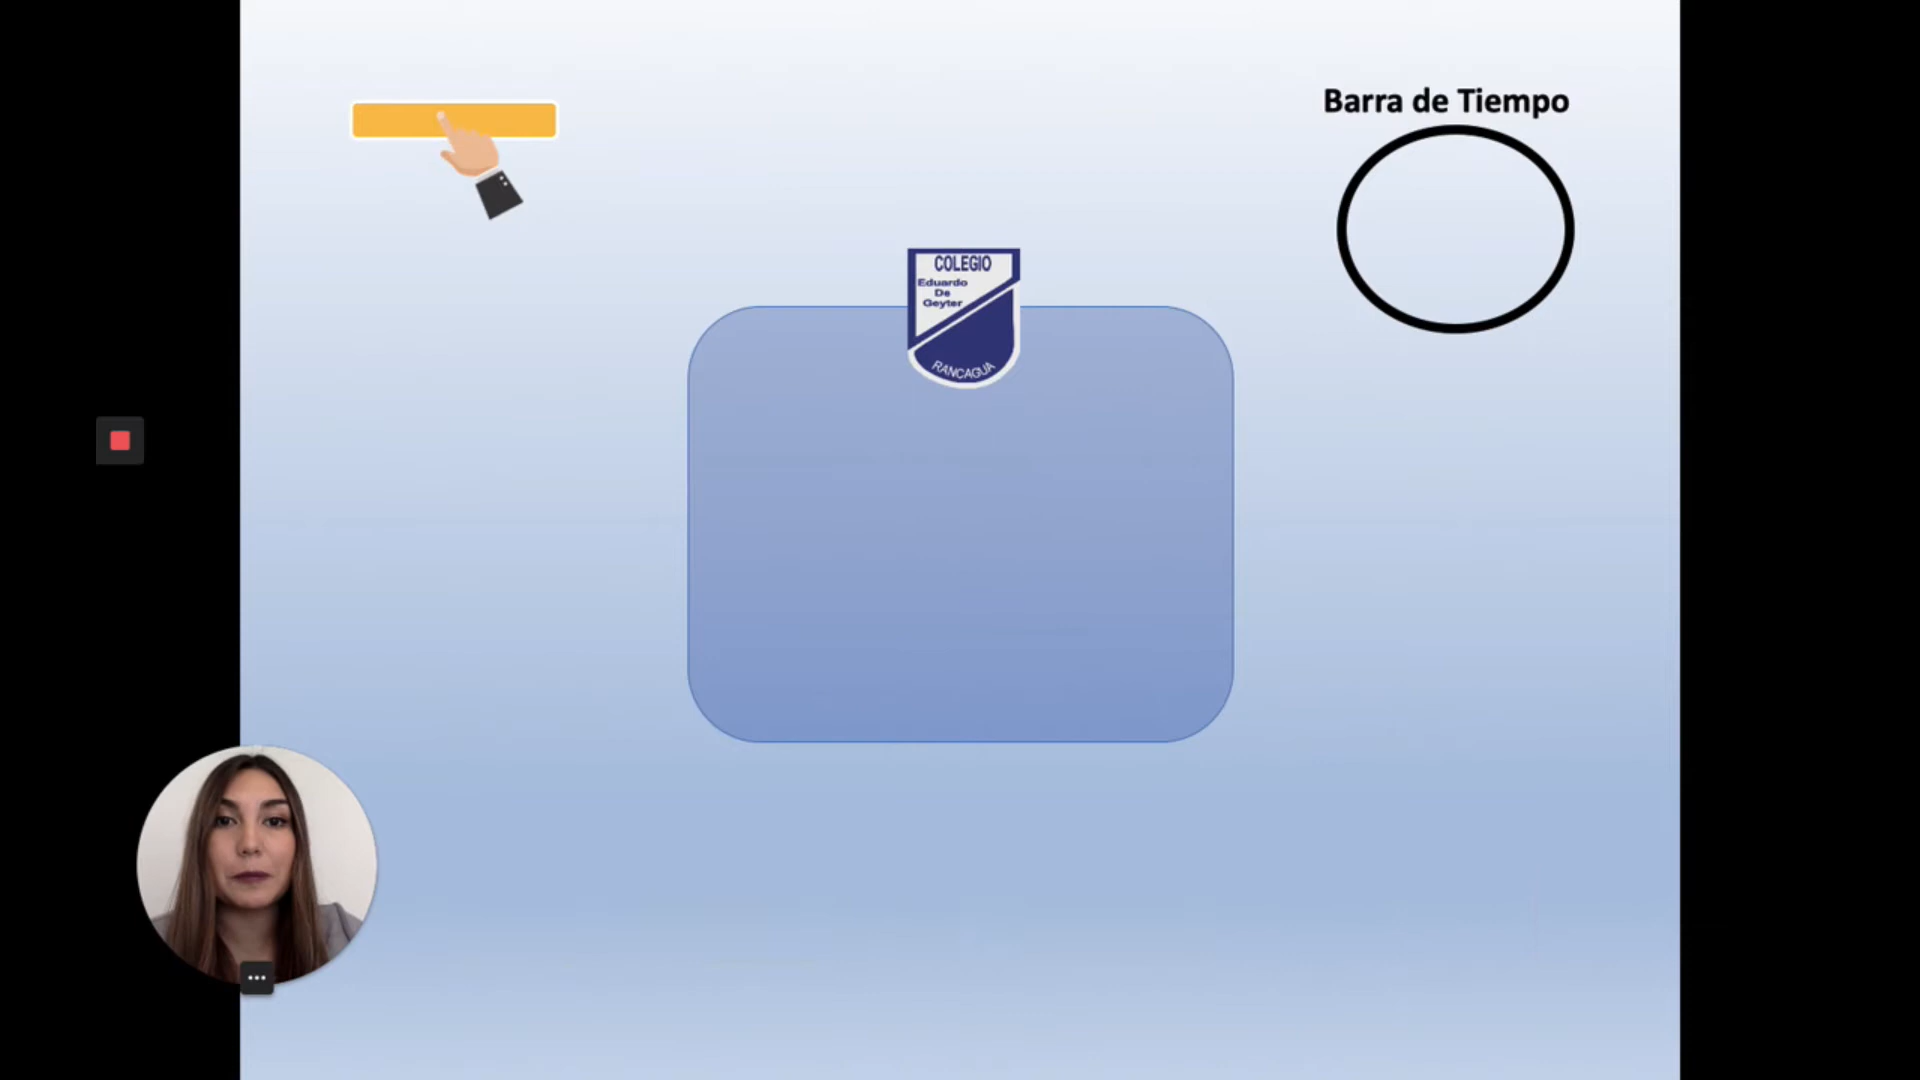 Barra de Tiempo
COLEGIO
Eduardo
De
Geyter
RANCAGUA